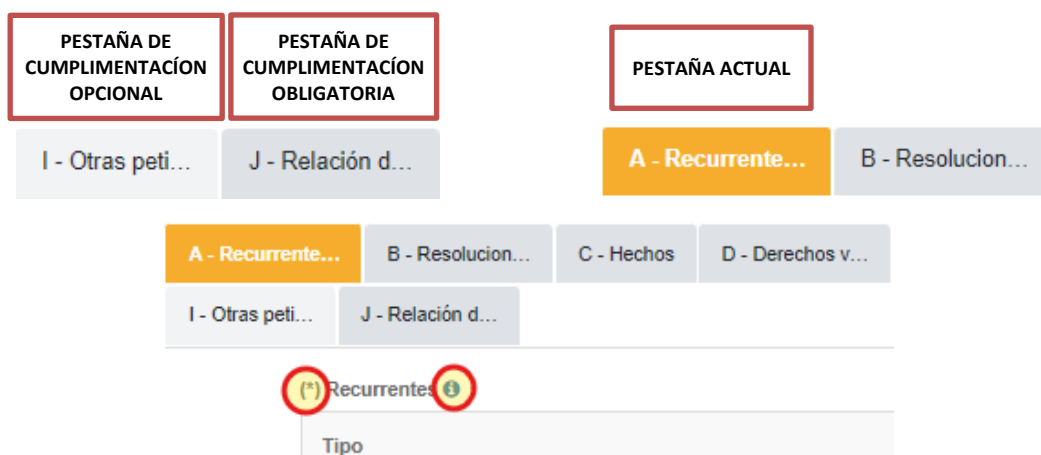 PESTAÑA DE
CUMPLIMENTACÍON
OPCIONAL
PESTAÑA DE
CUMPLIMENTACÍON
OBLIGATORIA
PESTAÑA ACTUAL
I - Otras peti...
J - Relación d...
A - Recurrente...
B - Resolucion...
A - Recurrente...
B - Resolucion...
C - Hechos
D - Derechos v...
I - Otras peti...
J - Relación d...
(*) Recurrentes
Tipo